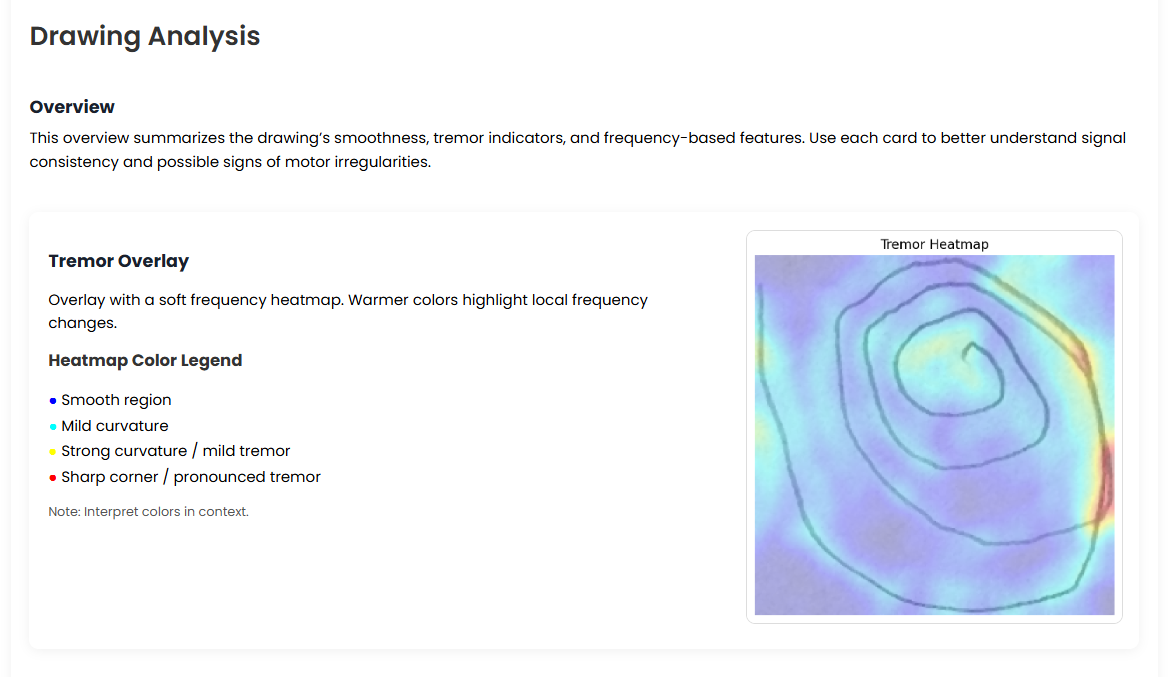 Drawing Analysis
Overview
This overview summarizes the drawing’s smoothness, tremor indicators, and frequency-based features. Use each card to better understand signal
consistency and possible signs of motor irregularities.
Tremor Overlay
Overlay with a soft frequency heatmap. Warmer colors highlight local frequency
changes.
Heatmap Color Legend
Smooth region
Mild curvature
Strong curvature / mild tremor
Sharp corner / pronounced tremor
Note: Interpret colors in context.
Tremor Heatmap